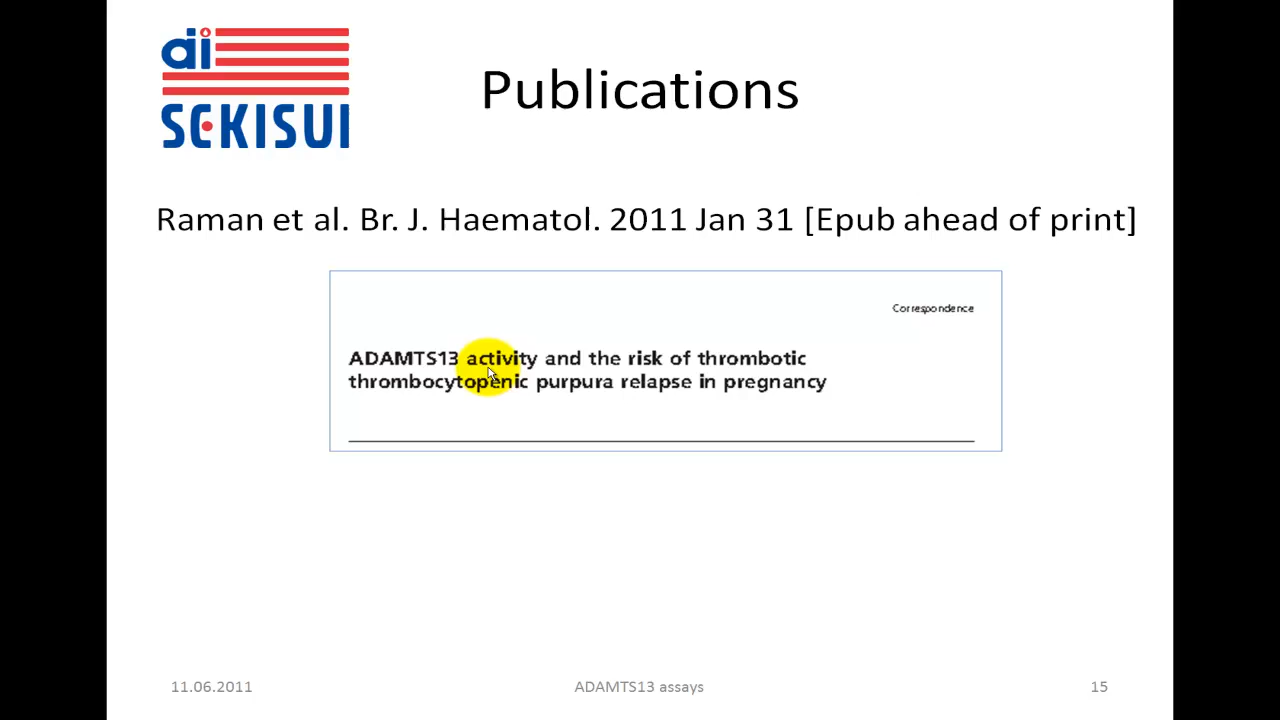 ai
SEKISUI
Publications
Raman et al. Br. J. Haematol. 2011 Jan 31 [Epub ahead of print]
Correspondence
ADAMTS13 activity and the risk of thrombotic
thrombocytopenic purpura relapse in pregnancy
11.06.2011
ADAMTS13 assays
15